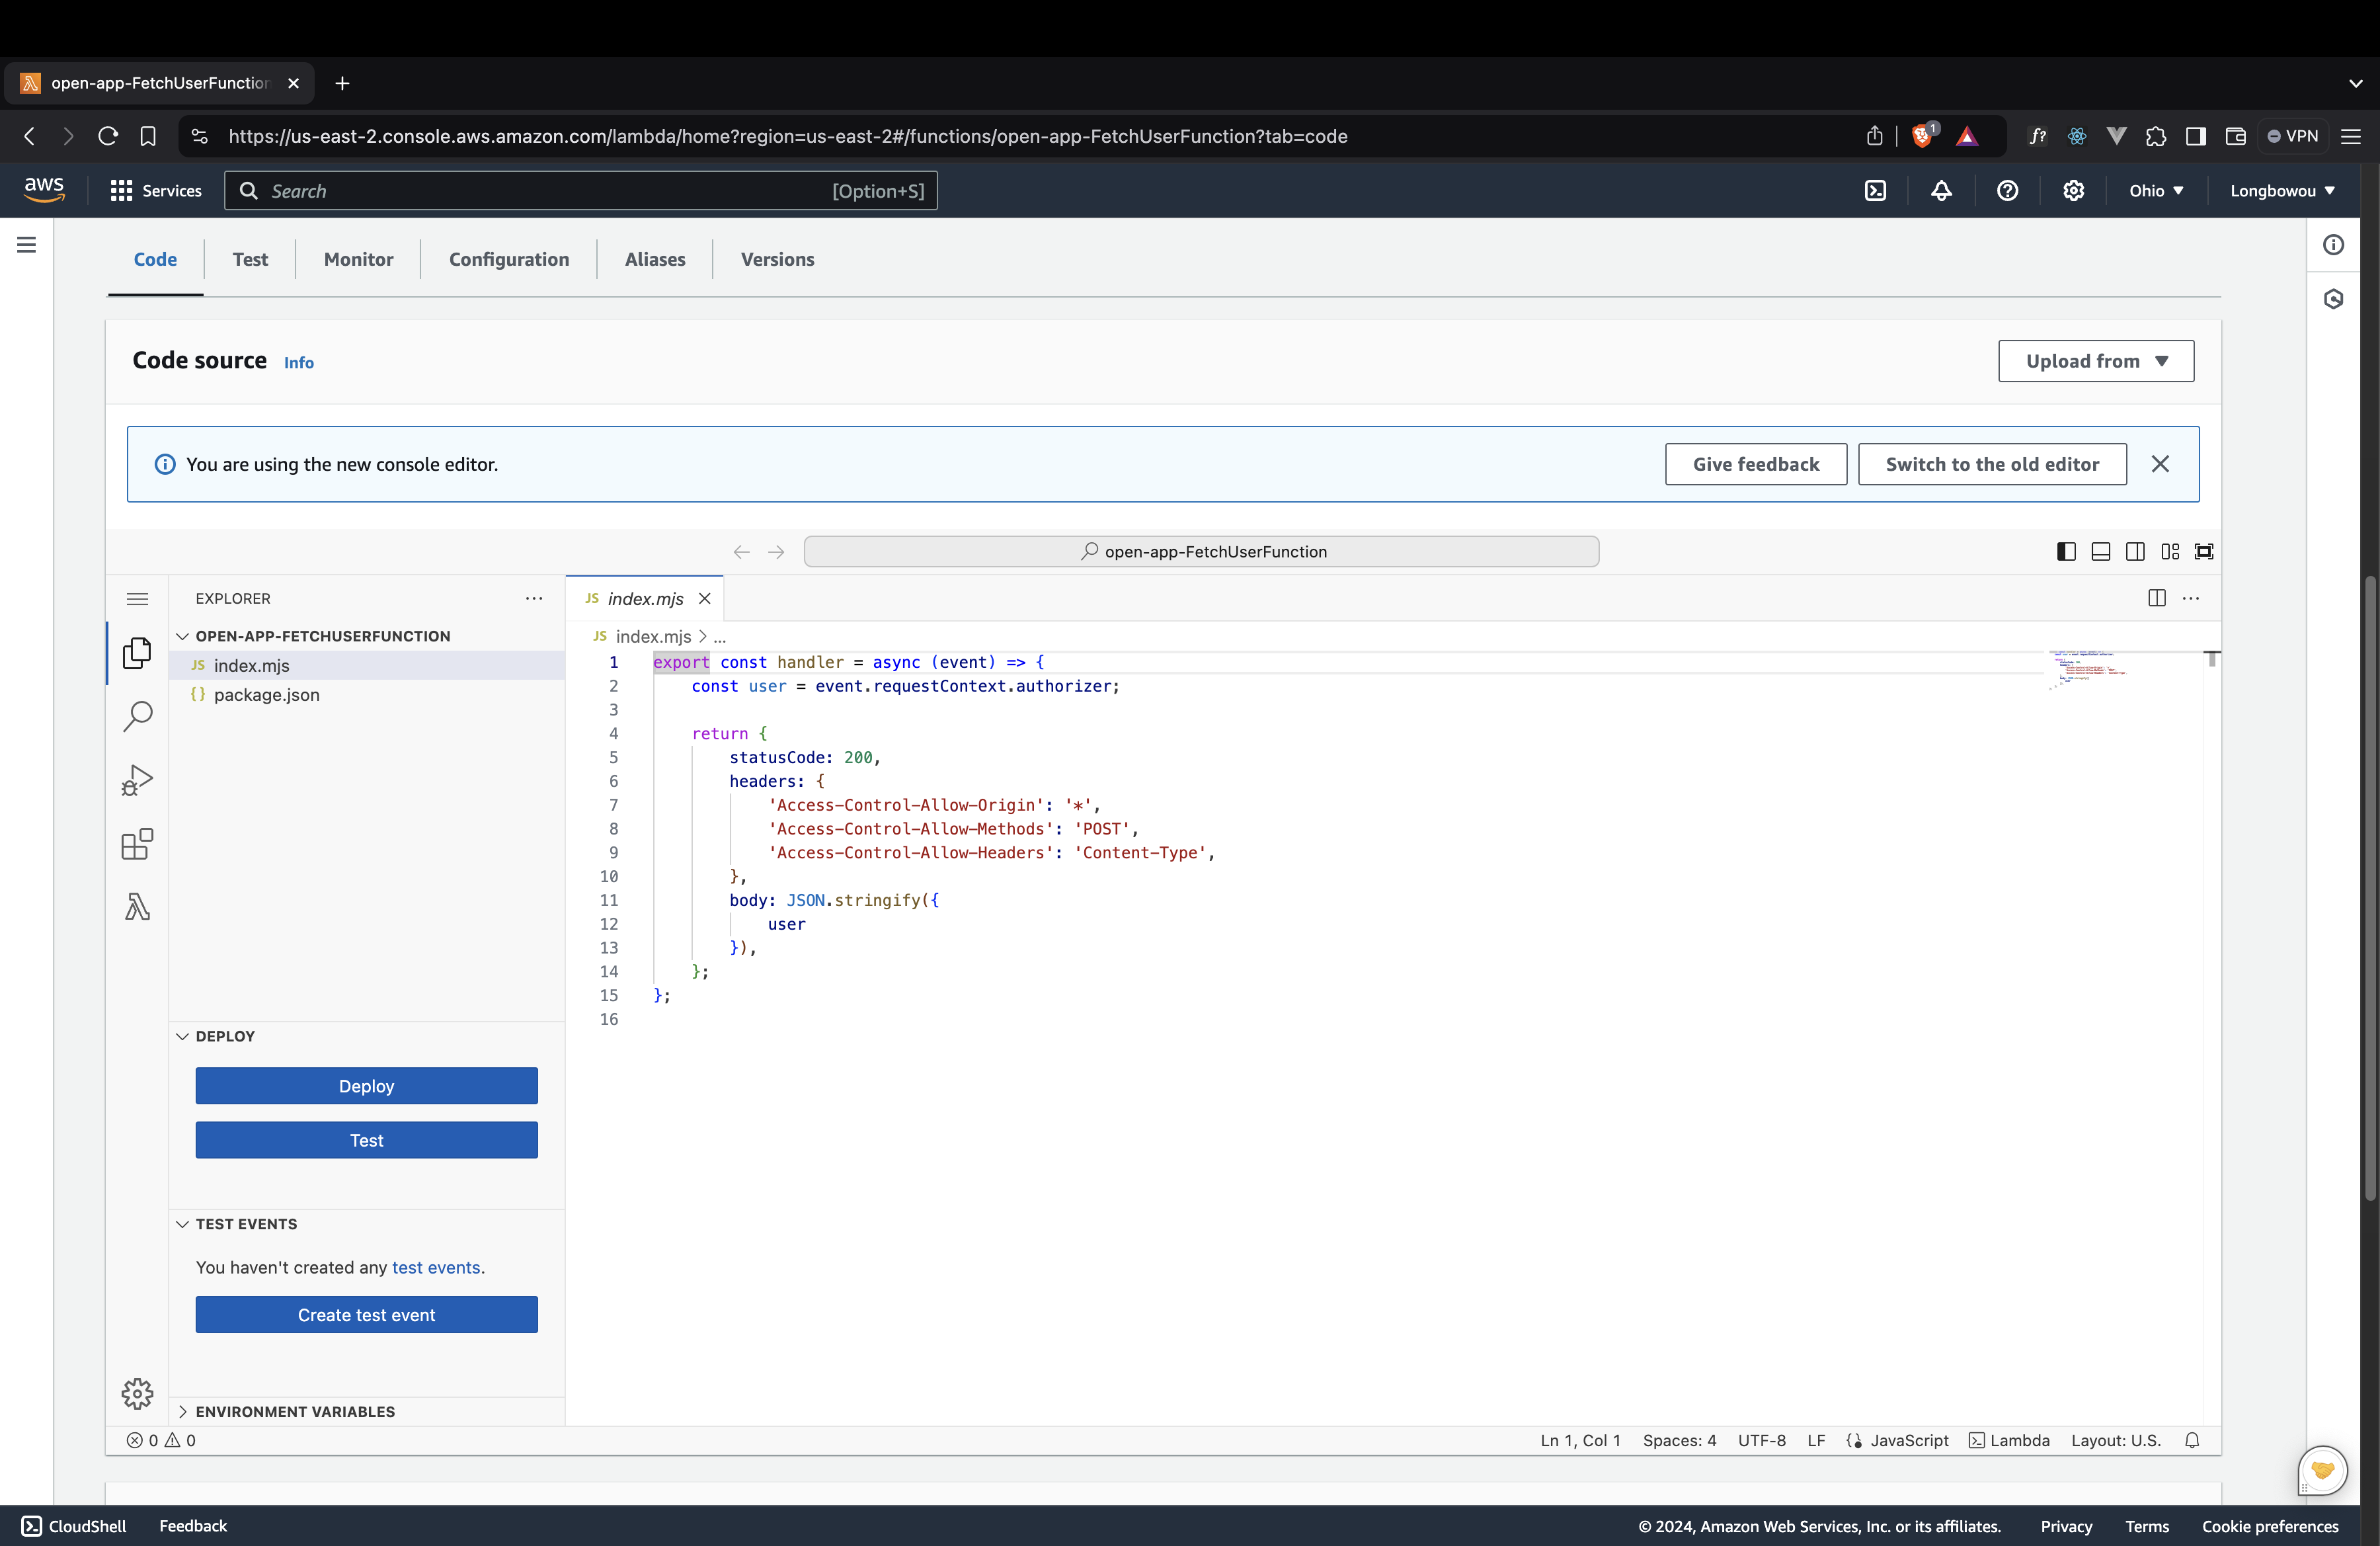 open-app-FetchUserFunction
https://us-east-2.console.aws.amazon.com/lambda/home?region=us-east-2#/functions/open-app-FetchUserFunction?tab=code
1
f?
VPN
aws
Services
Search
[Option+S]
Ohio
Longbowou
Code
Test
Monitor
Configuration
Aliases
Versions
Code source
Info
Upload from
You are using the new console editor.
Give feedback
Switch to the old editor
open-app-FetchUserFunction
EXPLORER
JS index.mjs
OPEN-APP-FETCHUSERFUNCTION
JS index.mjs
{} package.json
JS index.mjs > ...
1 export const handler = async (event) => {
2     const user = event.requestContext.authorizer;
3
4     return {
5         statusCode: 200,
6         headers: {
7             'Access-Control-Allow-Origin': '*',
8             'Access-Control-Allow-Methods': 'POST',
9             'Access-Control-Allow-Headers': 'Content-Type',
10         },
11         body: JSON.stringify({
12             user
13         }),
14     };
15 };
16
DEPLOY
Deploy
Test
TEST EVENTS
You haven't created any test events.
Create test event
ENVIRONMENT VARIABLES
0 0
Ln 1, Col 1
Spaces: 4
UTF-8
LF
JavaScript
Lambda
Layout: U.S.
CloudShell
Feedback
© 2024, Amazon Web Services, Inc. or its affiliates.
Privacy
Terms
Cookie preferences